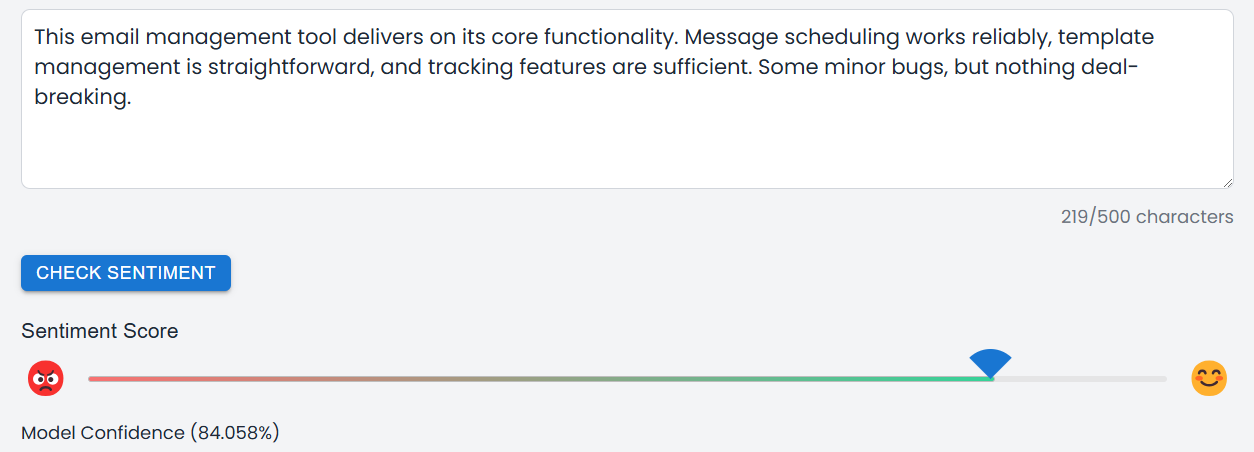 This email management tool delivers on its core functionality. Message scheduling works reliably, template
management is straightforward, and tracking features are sufficient. Some minor bugs, but nothing deal-
breaking.
219/500 characters
CHECK SENTIMENT
Sentiment Score
Model Confidence (84.058%)